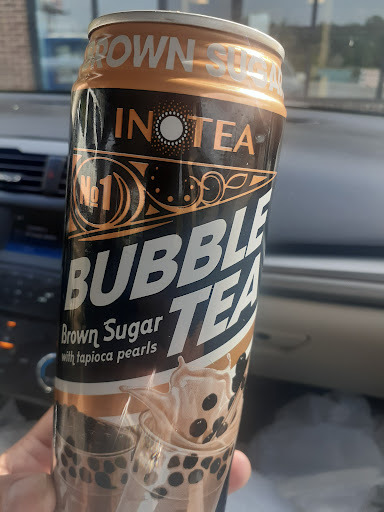 BROWN SUGAR
INOTEA
No1
BUBBLE
TEA
Brown Sugar
with tapioca pearls